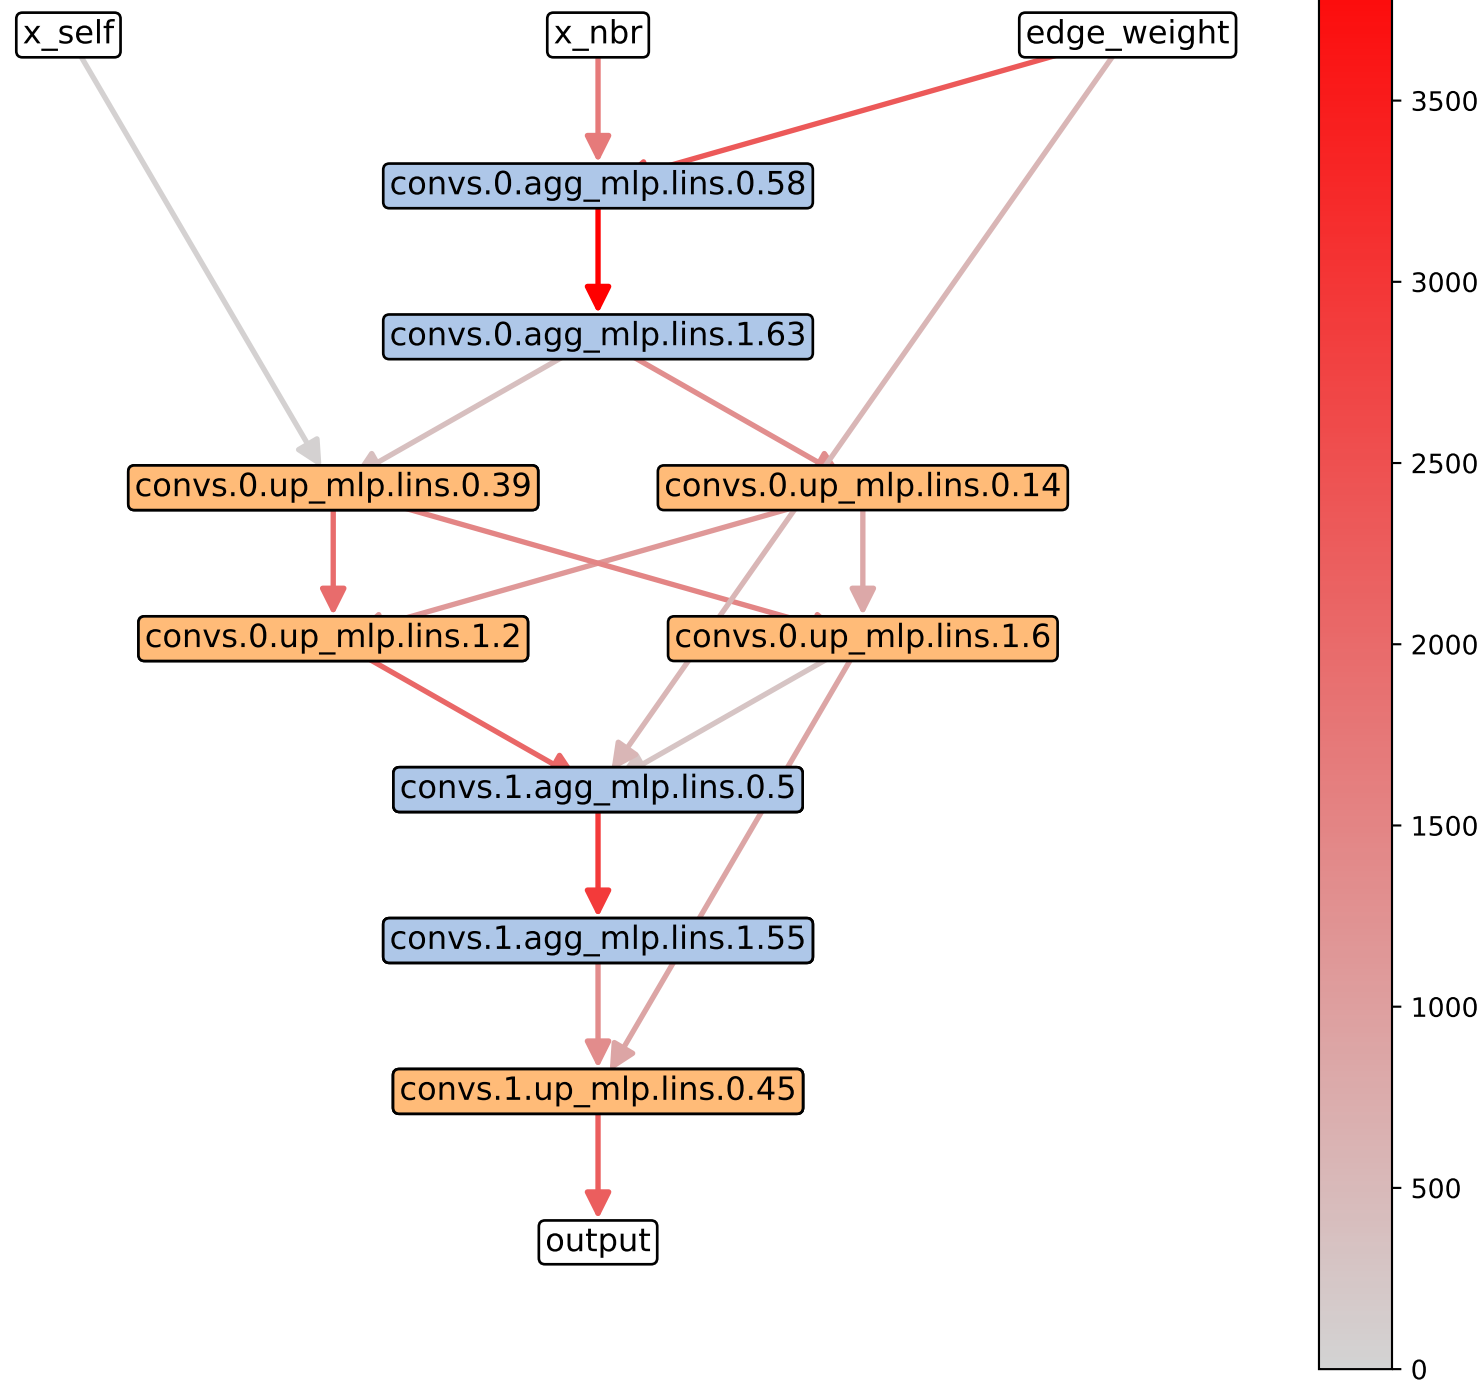 x_self
x_nbr
edge_weight
convs.0.agg_mlp.lins.0.58
convs.0.agg_mlp.lins.1.63
convs.0.up_mlp.lins.0.39
convs.0.up_mlp.lins.0.14
convs.0.up_mlp.lins.1.2
convs.0.up_mlp.lins.1.6
convs.1.agg_mlp.lins.0.5
convs.1.agg_mlp.lins.1.55
convs.1.up_mlp.lins.0.45
output
3500
3000
2500
2000
1500
1000
500
0